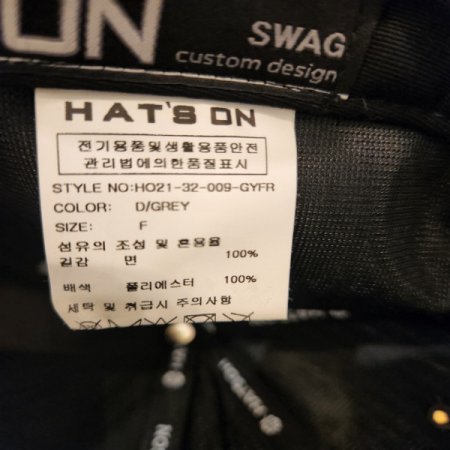 ON
SWAG
custom design
HAT'S ON
전기용품및생활용품안전
관리법에의한품질표시
STYLE NO:HO21-32-009-GYFR
COLOR: D/GREY
SIZE: F
섬유의 조성 및 혼용율
겉감 면 100%
배색 폴리에스터 100%
세탁 및 취급시 주의사항